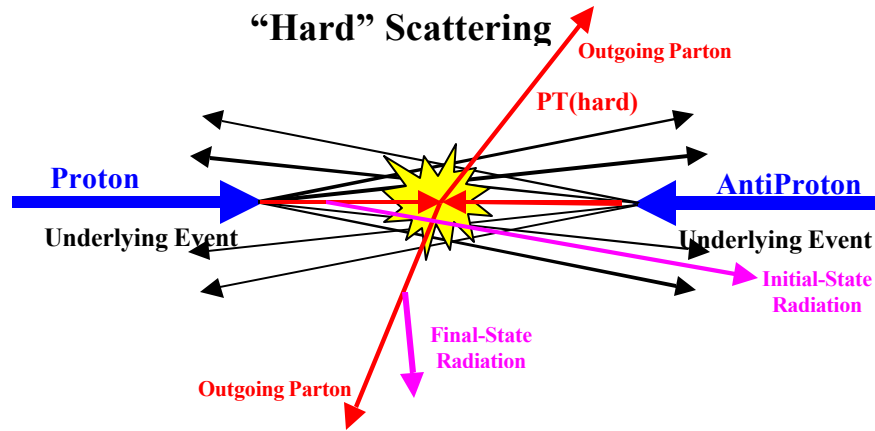 “Hard” Scattering
Outgoing Parton
PT(hard)
Proton
AntiProton
Underlying Event
Underlying Event
Initial-State
Radiation
Final-State
Radiation
Outgoing Parton